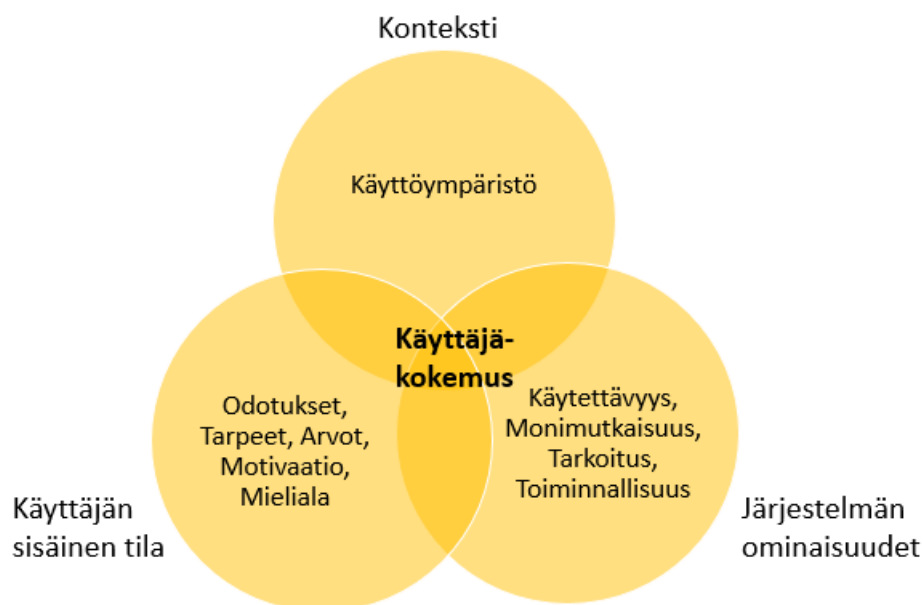 Konteksti
Käyttöympäristö
Käyttäjä-
kokemus
Odotukset,
Tarpeet, Arvot,
Motivaatio,
Mieliala
Käytettävyys,
Monimutkaisuus,
Tarkoitus,
Toiminnallisuus
Käyttäjän
sisäinen tila
Järjestelmän
ominaisuudet